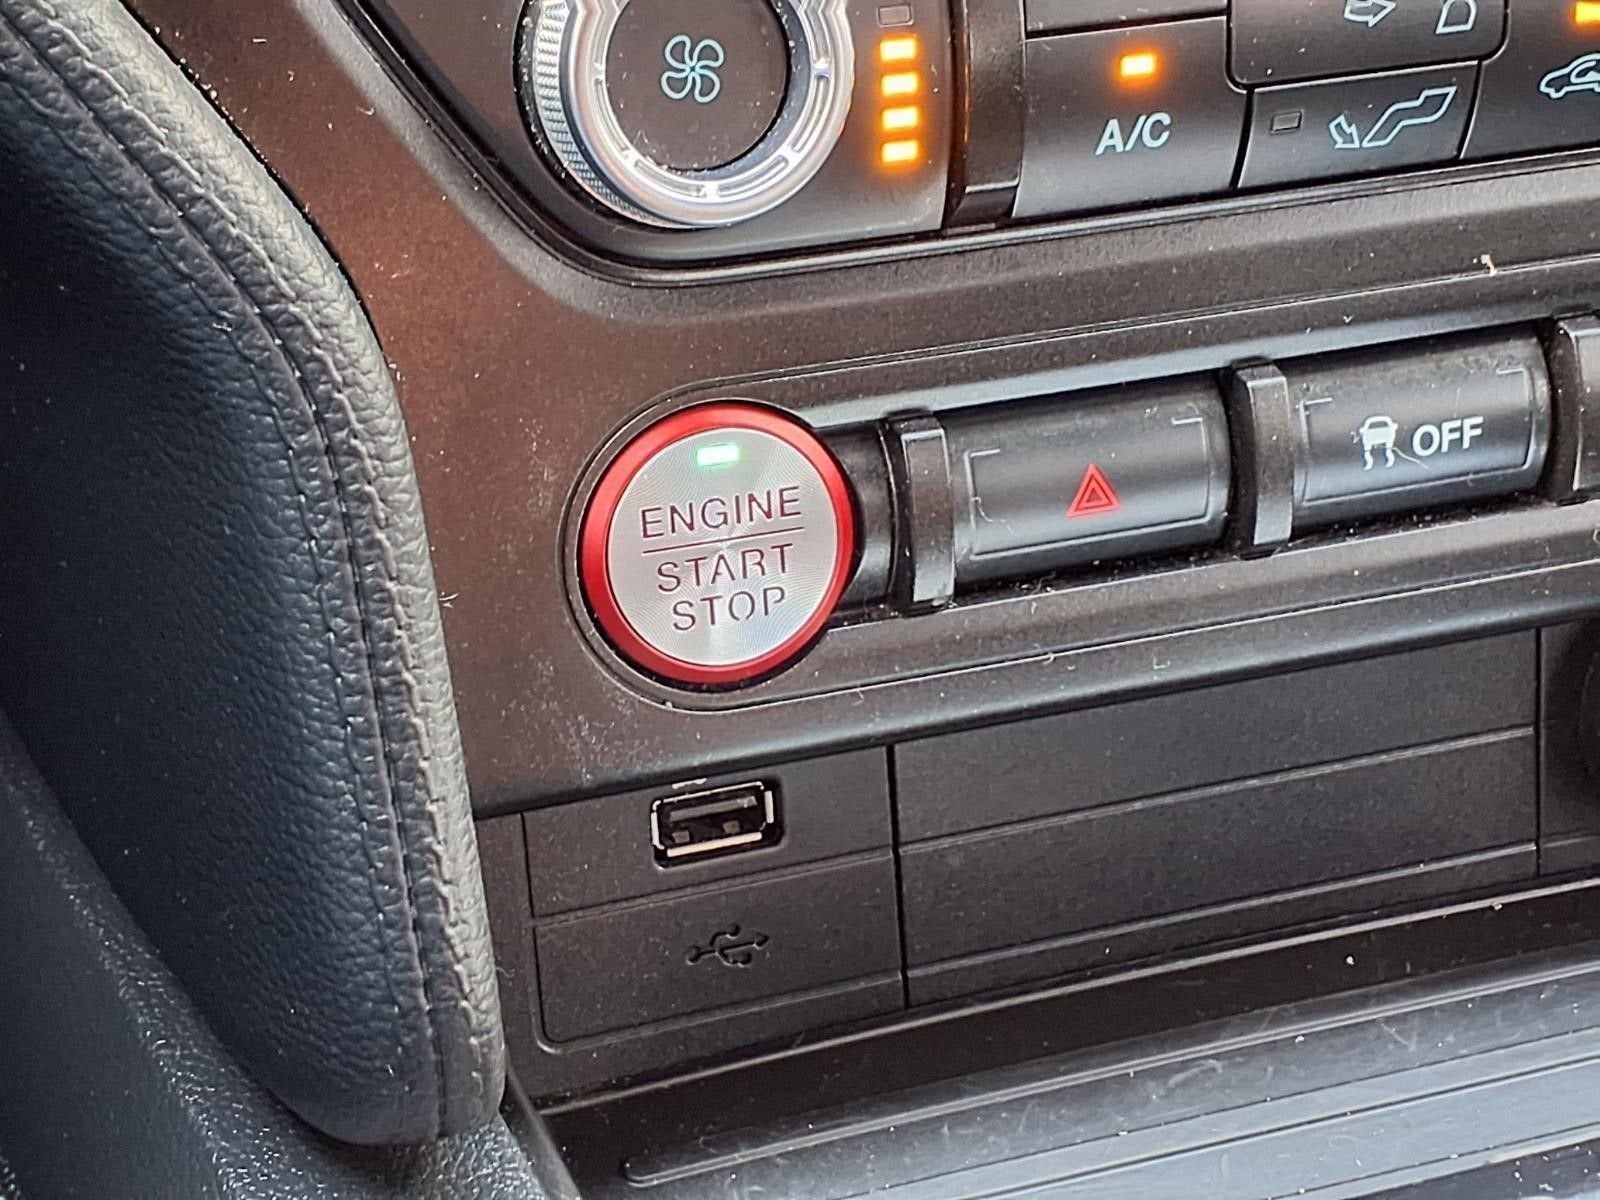 A/C
ENGINE
START
STOP
OFF